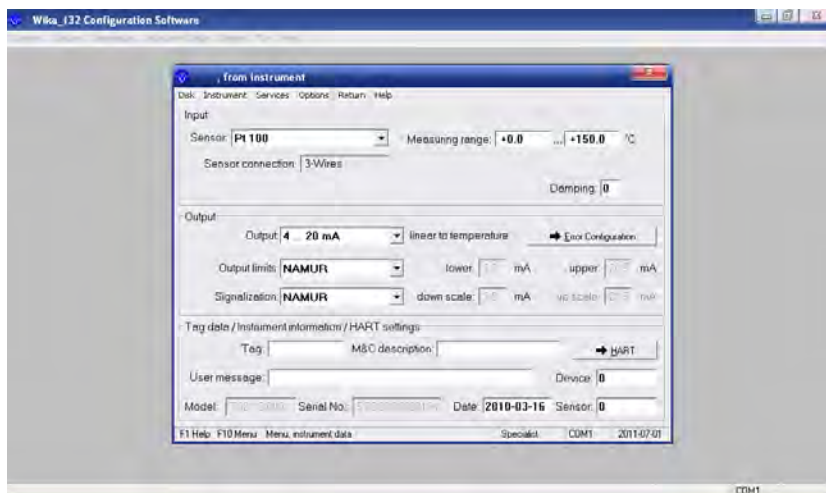 Wika_T32 Configuration Software
, from Instrument
Disk Instrument Services Options Return Help
Input
Sensor: Pt 100 Measuring range: +0.0 ... +150.0 °C
Sensor connection: 3-Wires
Damping: 0
Output
Output: 4 ... 20 mA linear to temperature Error Configuration
Output limits: NAMUR lower: mA upper: mA
Signalization: NAMUR down scale: mA up scale: mA
Tag data / Instrument information / HART settings
Tag: M&C description: HART
User message: Device: 0
Model: Serial No.: Date: 2010-03-16 Sensor: 0
F1 Help F10 Menu Menu, instrument data Specialist COM1 2011-07-01
COM1